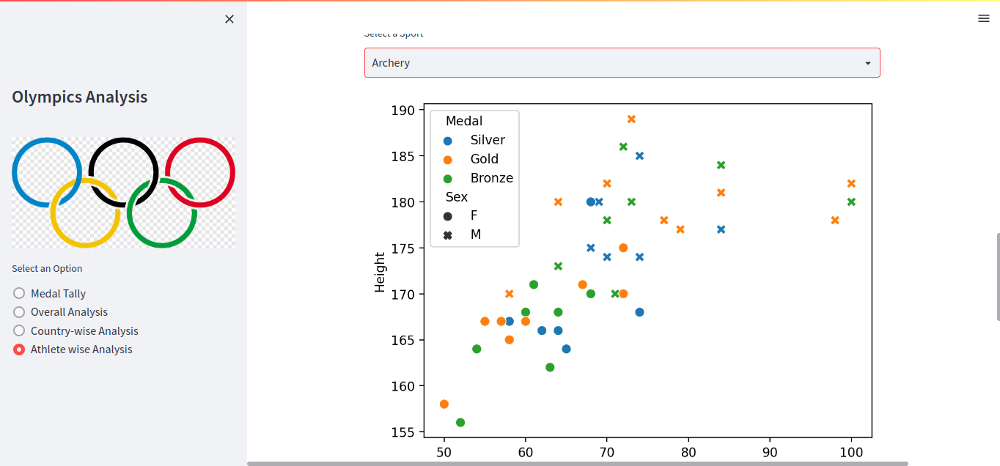 Select a Sport
Archery
Olympics Analysis
Select an Option
Medal Tally
Overall Analysis
Country-wise Analysis
Athlete wise Analysis
Medal
Silver
Gold
Bronze
Sex
F
M
Height
190
185
180
175
170
165
160
155
50 60 70 80 90 100